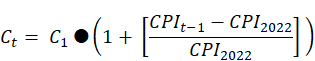 C_t = C_1 ● (1 + [(CPI_{t−1} − CPI_{2022}) / CPI_{2022}])